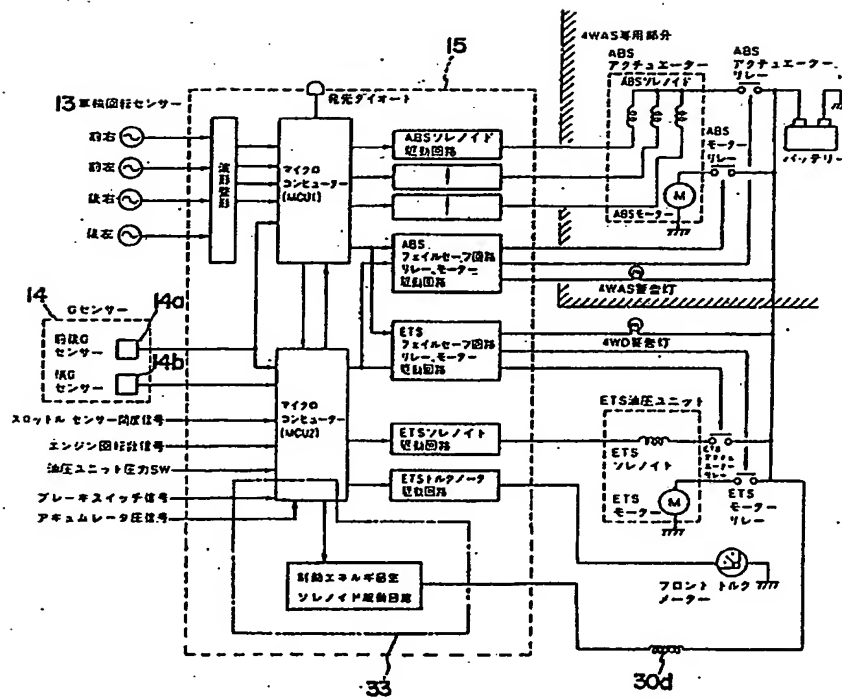 15
4WAS専用部分
ABS
アクチュエーター
ABSソレノイド
ABS
アクチュエーター
リレー
13 車輪回転センサー
発光ダイオード
前右
前左
後右
後左
波形整形
マイクロ
コンピューター
(MCU1)
ABSソレノイド
駆動回路
ABS
モーター
リレー
バッテリー
M
ABSモーター
ABS
フェイルセーフ回路
リレー、モーター
駆動回路
4WAS警告灯
14
Gセンサー
14a
前後G
センサー
14b
横G
センサー
ETS
フェイルセーフ回路
リレー、モーター
駆動回路
4WD警告灯
マイクロ
コンピューター
(MCU2)
スロットル センサー開度信号
エンジン回転数信号
油圧ユニット圧力SW
ブレーキスイッチ信号
アキュムレータ圧信号
ETSソレノイド
駆動回路
ETSトルクメータ
駆動回路
ETS油圧ユニット
ETS
ソレノイド
ETS
アクチュ
エーター
リレー
M
ETS
モーター
ETS
モーター
リレー
フロント トルク
メーター
制動エネルギ回生
ソレノイド駆動回路
33
30d